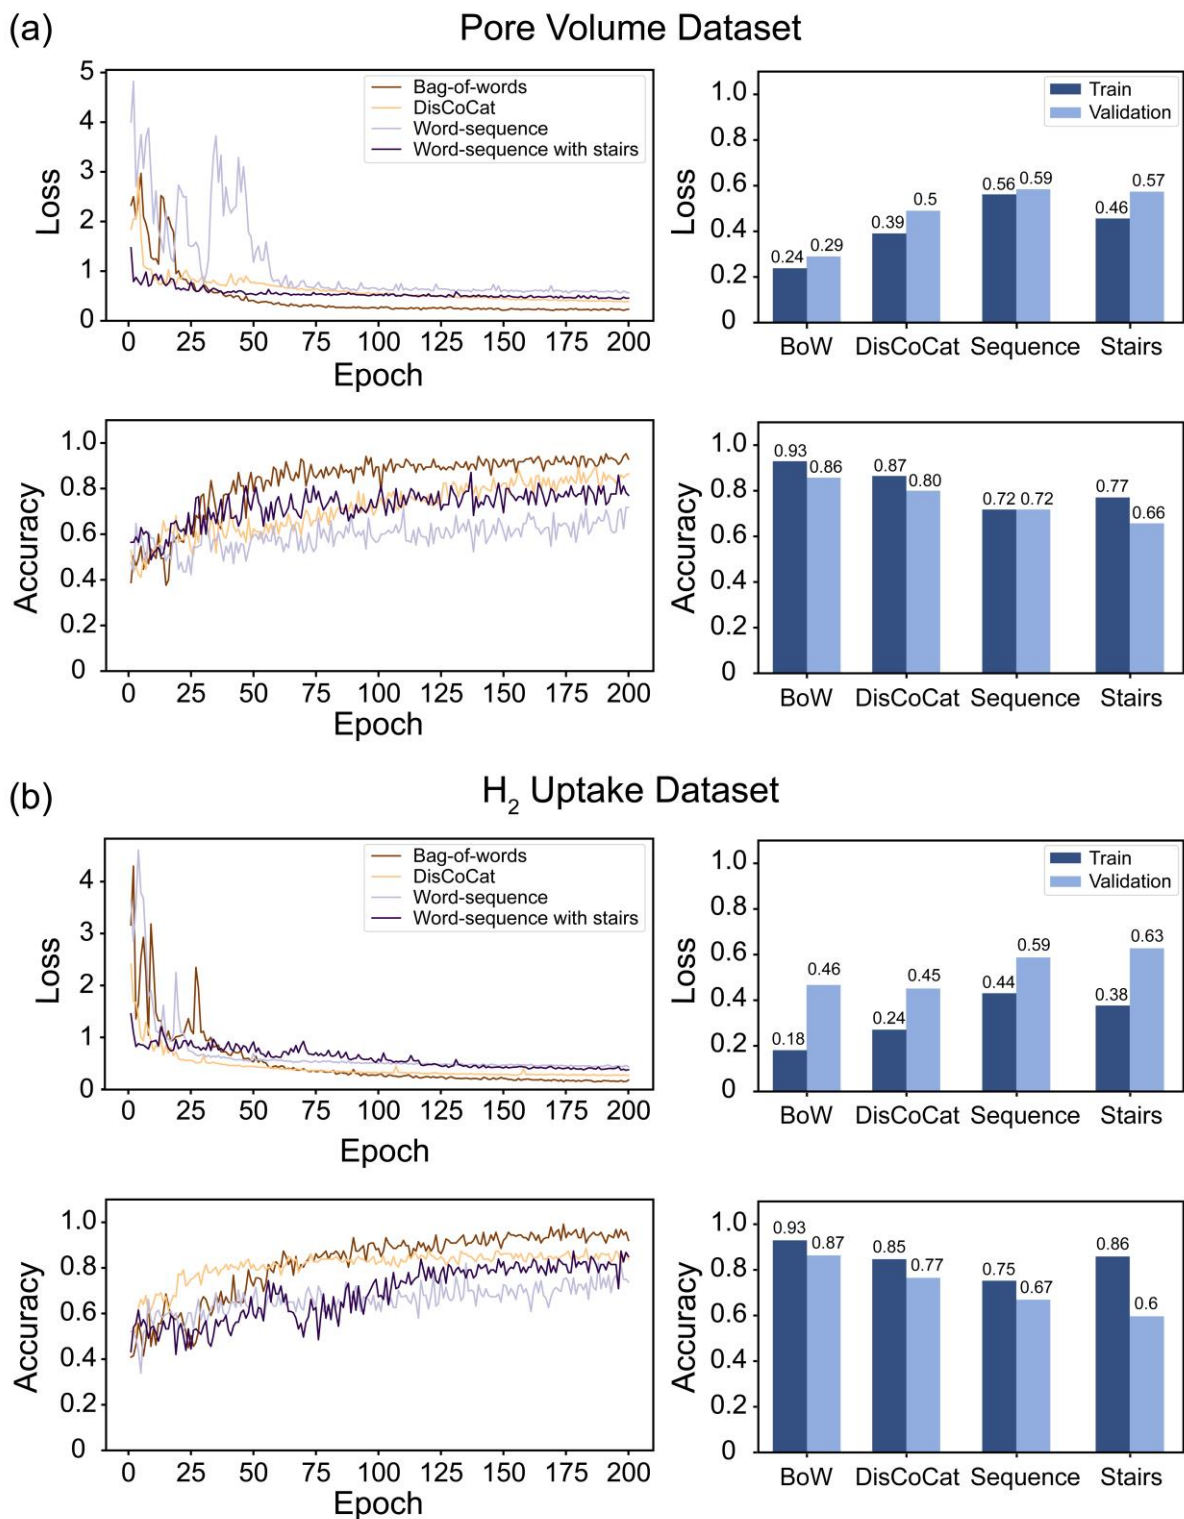 (a)
Pore Volume Dataset
Loss
5
4
3
2
1
0
0 25 50 75 100 125 150 175 200
Epoch
Bag-of-words
DisCoCat
Word-sequence
Word-sequence with stairs
Loss
1.0
0.8
0.6
0.4
0.2
0
Train
Validation
0.24 0.29 0.39 0.5 0.56 0.59 0.46 0.57
BoW DisCoCat Sequence Stairs
Accuracy
1.0
0.8
0.6
0.4
0.2
0
0 25 50 75 100 125 150 175 200
Epoch
Accuracy
1.0
0.8
0.6
0.4
0.2
0
0.93 0.86 0.87 0.80 0.72 0.72 0.77 0.66
BoW DisCoCat Sequence Stairs
(b)
H₂ Uptake Dataset
Loss
4
3
2
1
0
0 25 50 75 100 125 150 175 200
Epoch
Bag-of-words
DisCoCat
Word-sequence
Word-sequence with stairs
Loss
1.0
0.8
0.6
0.4
0.2
0
Train
Validation
0.18 0.46 0.24 0.45 0.44 0.59 0.38 0.63
BoW DisCoCat Sequence Stairs
Accuracy
1.0
0.8
0.6
0.4
0.2
0
0 25 50 75 100 125 150 175 200
Epoch
Accuracy
1.0
0.8
0.6
0.4
0.2
0
0.93 0.87 0.85 0.77 0.75 0.67 0.86 0.6
BoW DisCoCat Sequence Stairs